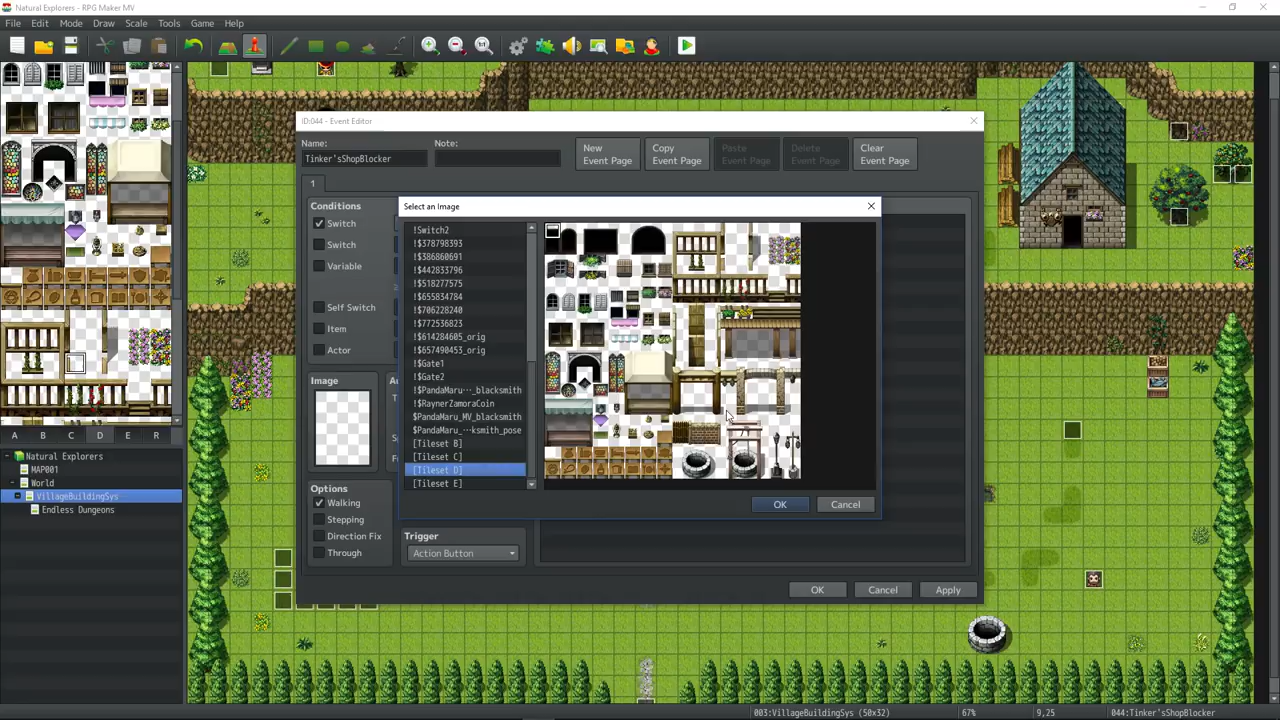 Natural Explorers - RPG Maker MV
File Edit Mode Draw Scale Tools Game Help
ID:044 - Event Editor
Name:
Note:
Tinker'sShopBlocker
New
Event Page
Copy
Event Page
Paste
Event Page
Delete
Event Page
Clear
Event Page
1
Conditions
Switch
Switch
Variable
Self Switch
Item
Actor
Image
Options
Walking
Stepping
Direction Fix
Through
Trigger
Action Button
OK
Cancel
Apply
Select an Image
!Switch2
!$378798393
!$386860691
!$442833796
!$518277575
!$655834784
!$706228240
!$772536823
!$614284605_orig
!$657490453_orig
!$Gate1
!$Gate2
!$PandaMaru…_blacksmith
!$RaynerZamoraCoin
$PandaMaru_MV_blacksmith
$PandaMaru_…ksmith_pose
[Tileset B]
[Tileset C]
[Tileset D]
[Tileset E]
OK
Cancel
A B C D E R
Natural Explorers
MAP001
World
VillageBuildingSys
Endless Dungeons
003:VillageBuildingSys (50x32) 67% 9,25 044:Tinker'sShopBlocker